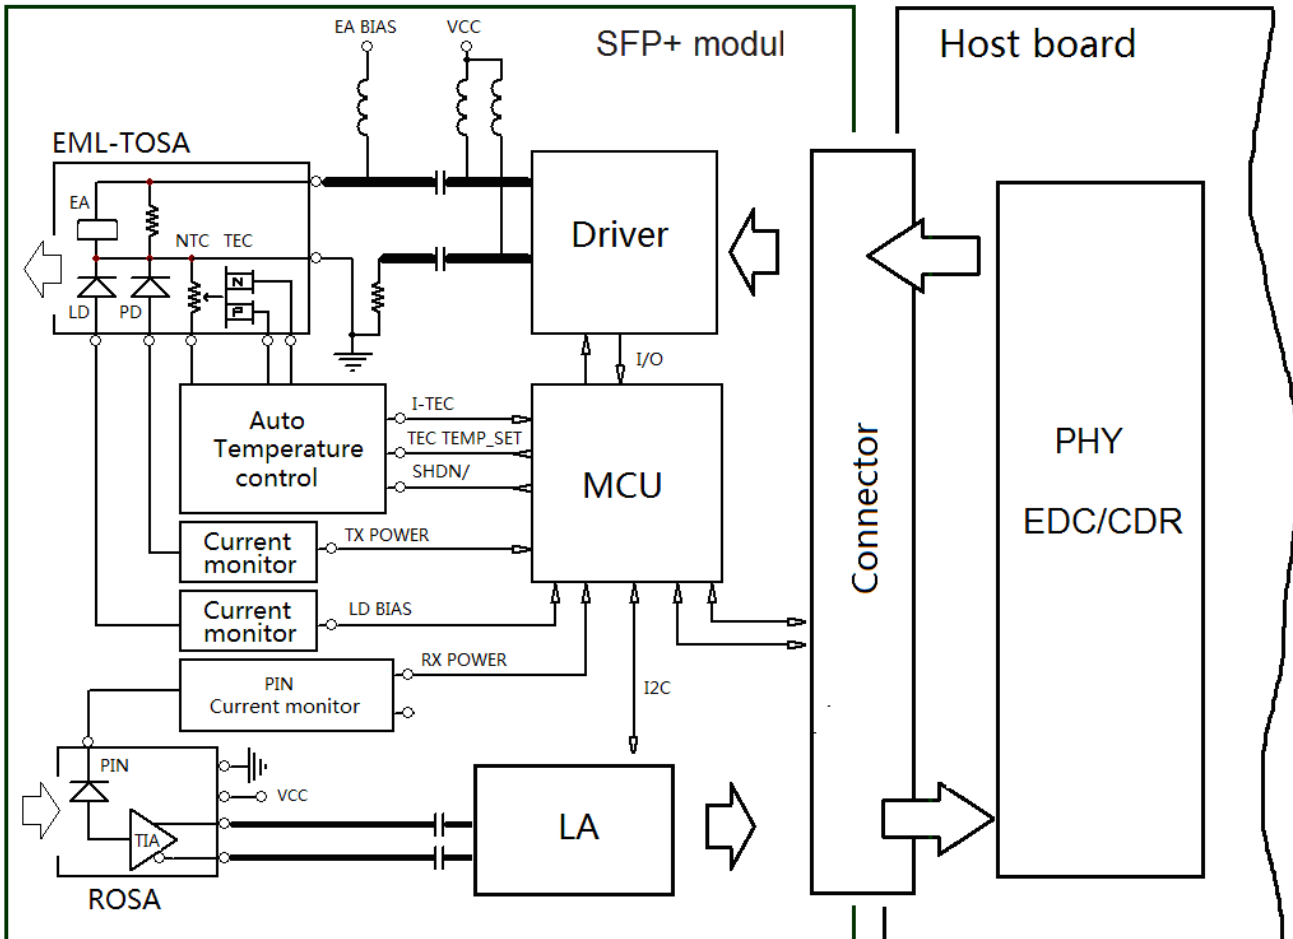 EA BIAS
VCC
SFP+ modul
Host board
EML-TOSA
EA
NTC TEC
N
P
LD
PD
Driver
I/O
Auto
Temperature
control
I-TEC
TEC TEMP_SET
SHDN/
MCU
Connector
PHY
EDC/CDR
Current
monitor
TX POWER
Current
monitor
LD BIAS
PIN
Current monitor
RX POWER
I2C
PIN
VCC
TIA
LA
ROSA